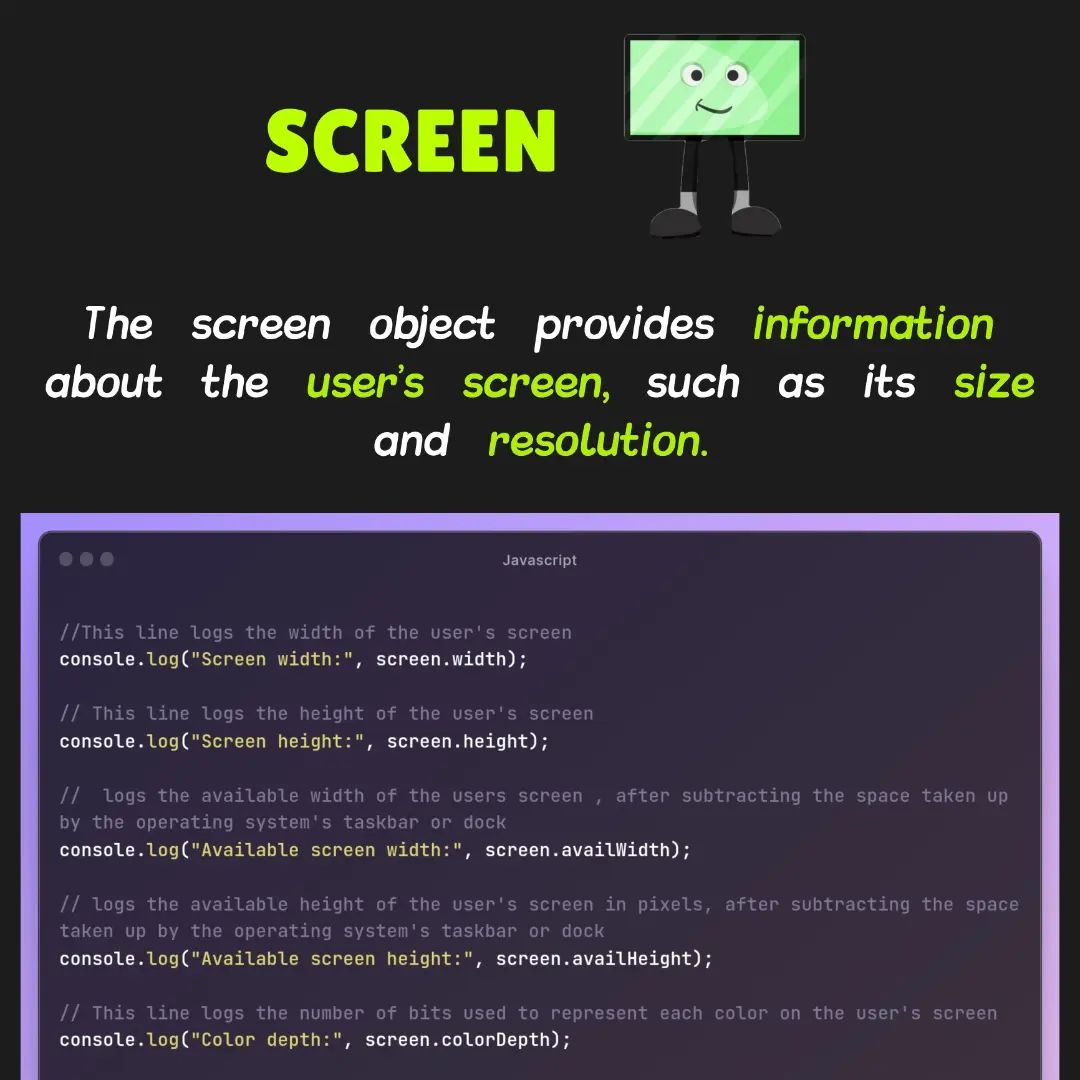 SCREEN
The screen object provides information
about the user's screen, such as its size
and resolution.
Javascript
//This line logs the width of the user's screen
console.log("Screen width:", screen.width);
// This line logs the height of the user's screen
console.log("Screen height:", screen.height);
//  logs the available width of the users screen , after subtracting the space taken up
by the operating system's taskbar or dock
console.log("Available screen width:", screen.availWidth);
// logs the available height of the user's screen in pixels, after subtracting the space
taken up by the operating system's taskbar or dock
console.log("Available screen height:", screen.availHeight);
// This line logs the number of bits used to represent each color on the user's screen
console.log("Color depth:", screen.colorDepth);